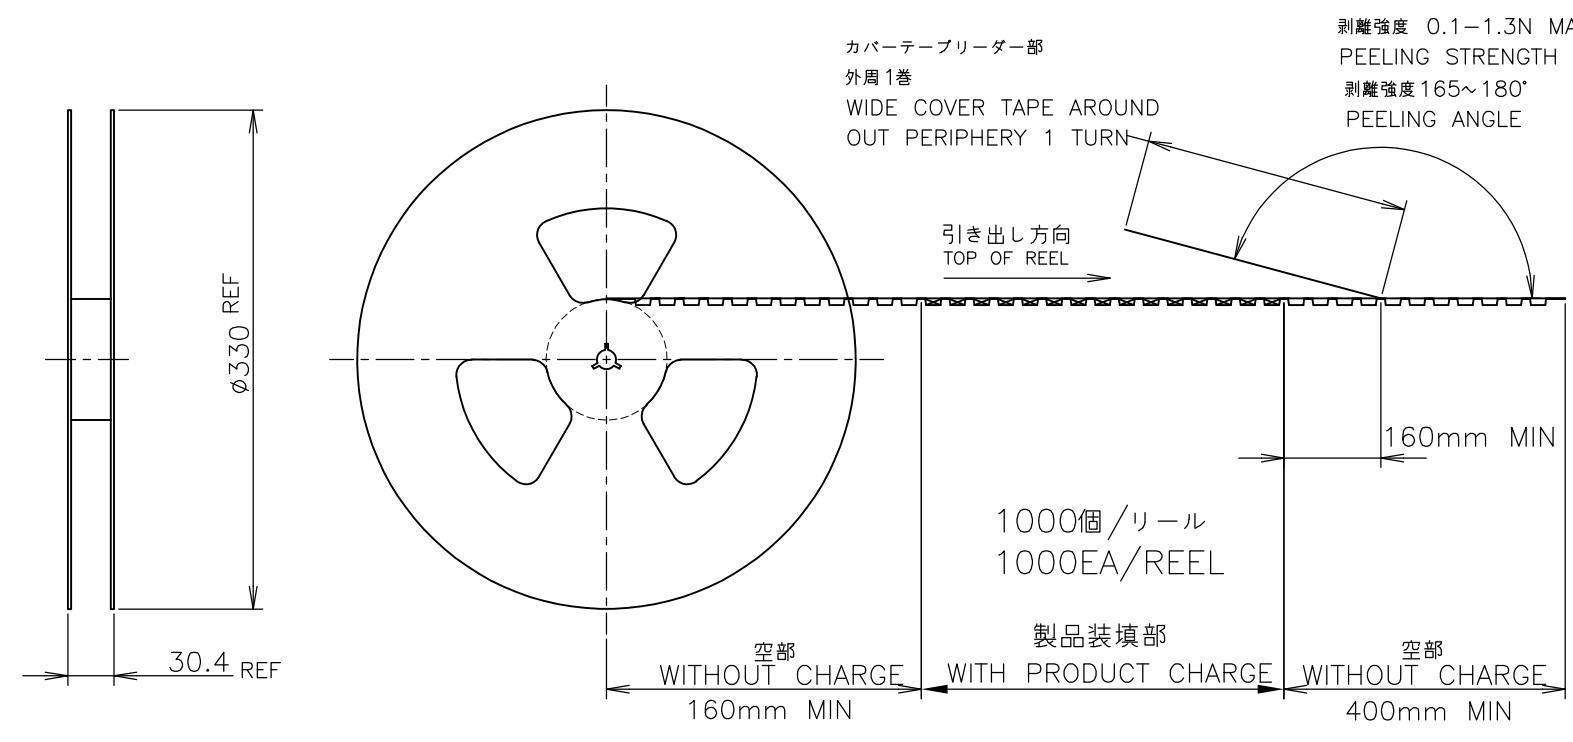 カバーテープリーダー部
外周1巻
WIDE COVER TAPE AROUND
OUT PERIPHERY 1 TURN
剥離強度 0.1-1.3N MA
PEELING STRENGTH
剥離強度165~180°
PEELING ANGLE
引き出し方向
TOP OF REEL
ø330 REF
160mm MIN
1000個/リール
1000EA/REEL
30.4 REF
空部
WITHOUT CHARGE
160mm MIN
製品装填部
WITH PRODUCT CHARGE
空部
WITHOUT CHARGE
400mm MIN